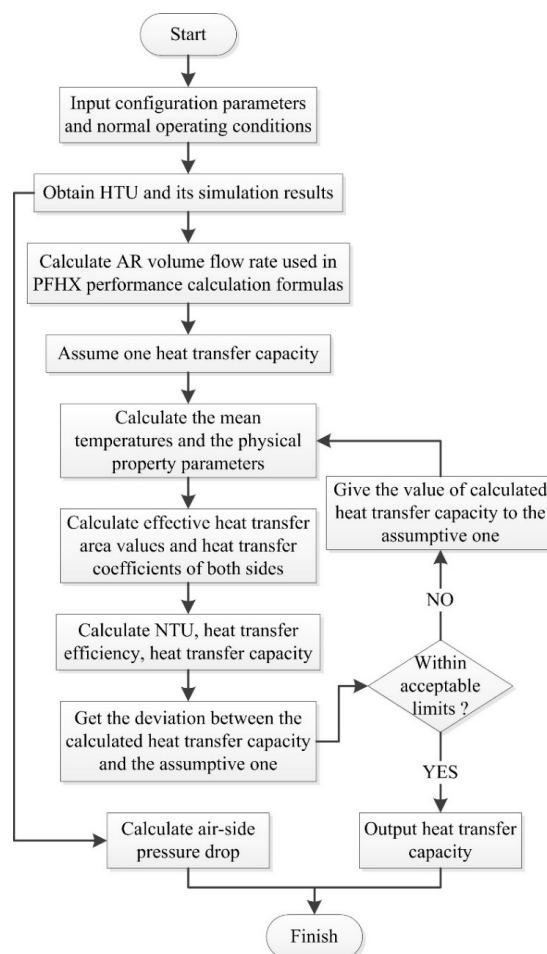 Start
Input configuration parameters
and normal operating conditions
Obtain HTU and its simulation results
Calculate AR volume flow rate used in
PFHX performance calculation formulas
Assume one heat transfer capacity
Calculate the mean
temperatures and the physical
property parameters
Give the value of calculated
heat transfer capacity to the
assumptive one
Calculate effective heat transfer
area values and heat transfer
coefficients of both sides
NO
Calculate NTU, heat transfer
efficiency, heat transfer capacity
Within
acceptable
limits ?
Get the deviation between the
calculated heat transfer capacity
and the assumptive one
YES
Calculate air-side
pressure drop
Output heat transfer
capacity
Finish